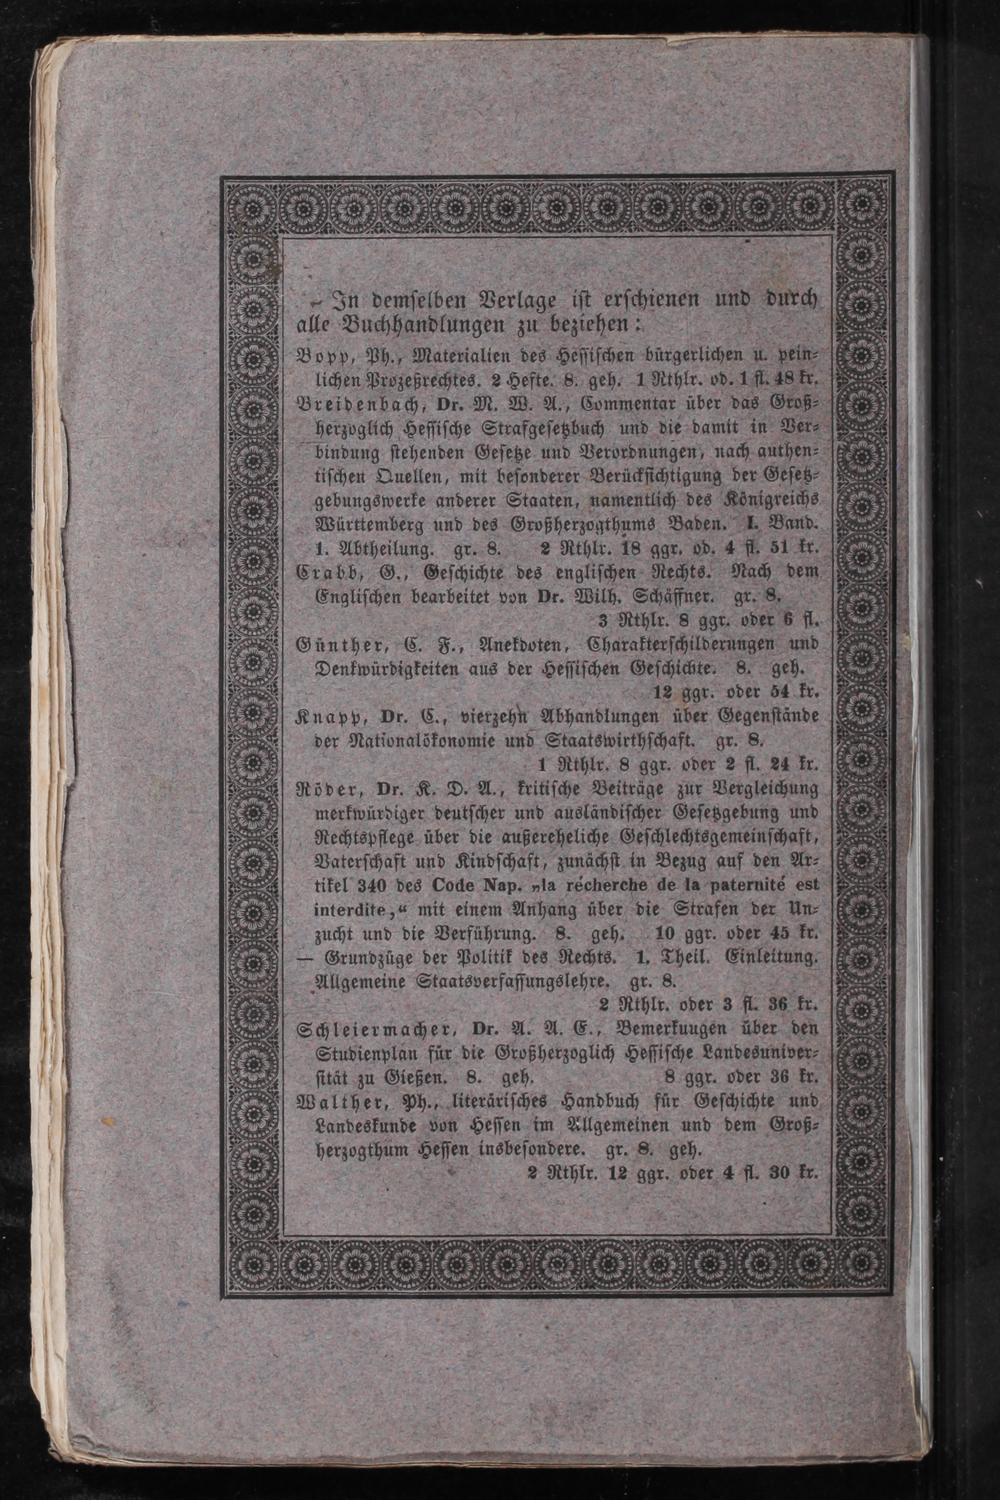 In demselben Verlage ist erschienen und durch
alle Buchhandlungen zu beziehen:
Bopp, Ph., Materialien des Hessischen bürgerlichen u. pein-
lichen Prozeßrechtes. 2 Hefte. 8. geh. 1 Rthlr. od. 1 fl. 48 kr.
Breidenbach, Dr. M. W. A., Commentar über das Groß-
herzoglich Hessische Strafgesetzbuch und die damit in Ver-
bindung stehenden Gesetze und Verordnungen, nach authen-
tischen Quellen, mit besonderer Berücksichtigung der Gesetz-
gebungswerke anderer Staaten, namentlich des Königreichs
Württemberg und des Großherzogthums Baden. I. Band.
1. Abtheilung. gr. 8. 2 Rthlr. 18 ggr. od. 4 fl. 51 kr.
Crabb, G., Geschichte des englischen Rechts. Nach dem
Englischen bearbeitet von Dr. Wilh. Schäffner. gr. 8.
3 Rthlr. 8 ggr. oder 6 fl.
Günther, C. F., Anekdoten, Charakterschilderungen und
Denkwürdigkeiten aus der Hessischen Geschichte. 8. geh.
12 ggr. oder 54 kr.
Knapp, Dr. C., vierzehn Abhandlungen über Gegenstände
der Nationalökonomie und Staatswirthschaft. gr. 8.
1 Rthlr. 8 ggr. oder 2 fl. 24 kr.
Röder, Dr. K. D. A., kritische Beiträge zur Vergleichung
merkwürdiger deutscher und ausländischer Gesetzgebung und
Rechtspflege über die außereheliche Geschlechtsgemeinschaft,
Vaterschaft und Kindschaft, zunächst in Bezug auf den Ar-
tikel 340 des Code Nap. „la récherche de la paternité est
interdite,“ mit einem Anhang über die Strafen der Un-
zucht und die Verführung. 8. geh. 10 ggr. oder 45 kr.
— Grundzüge der Politik des Rechts. 1. Theil. Einleitung.
Allgemeine Staatsverfassungslehre. gr. 8.
2 Rthlr. oder 3 fl. 36 kr.
Schleiermacher, Dr. A. A. E., Bemerkuugen über den
Studienplan für die Großherzoglich Hessische Landesuniver-
sität zu Gießen. 8. geh. 8 ggr. oder 36 kr.
Walther, Ph., literärisches Handbuch für Geschichte und
Landeskunde von Hessen im Allgemeinen und dem Groß-
herzogthum Hessen insbesondere. gr. 8. geh.
2 Rthlr. 12 ggr. oder 4 fl. 30 kr.